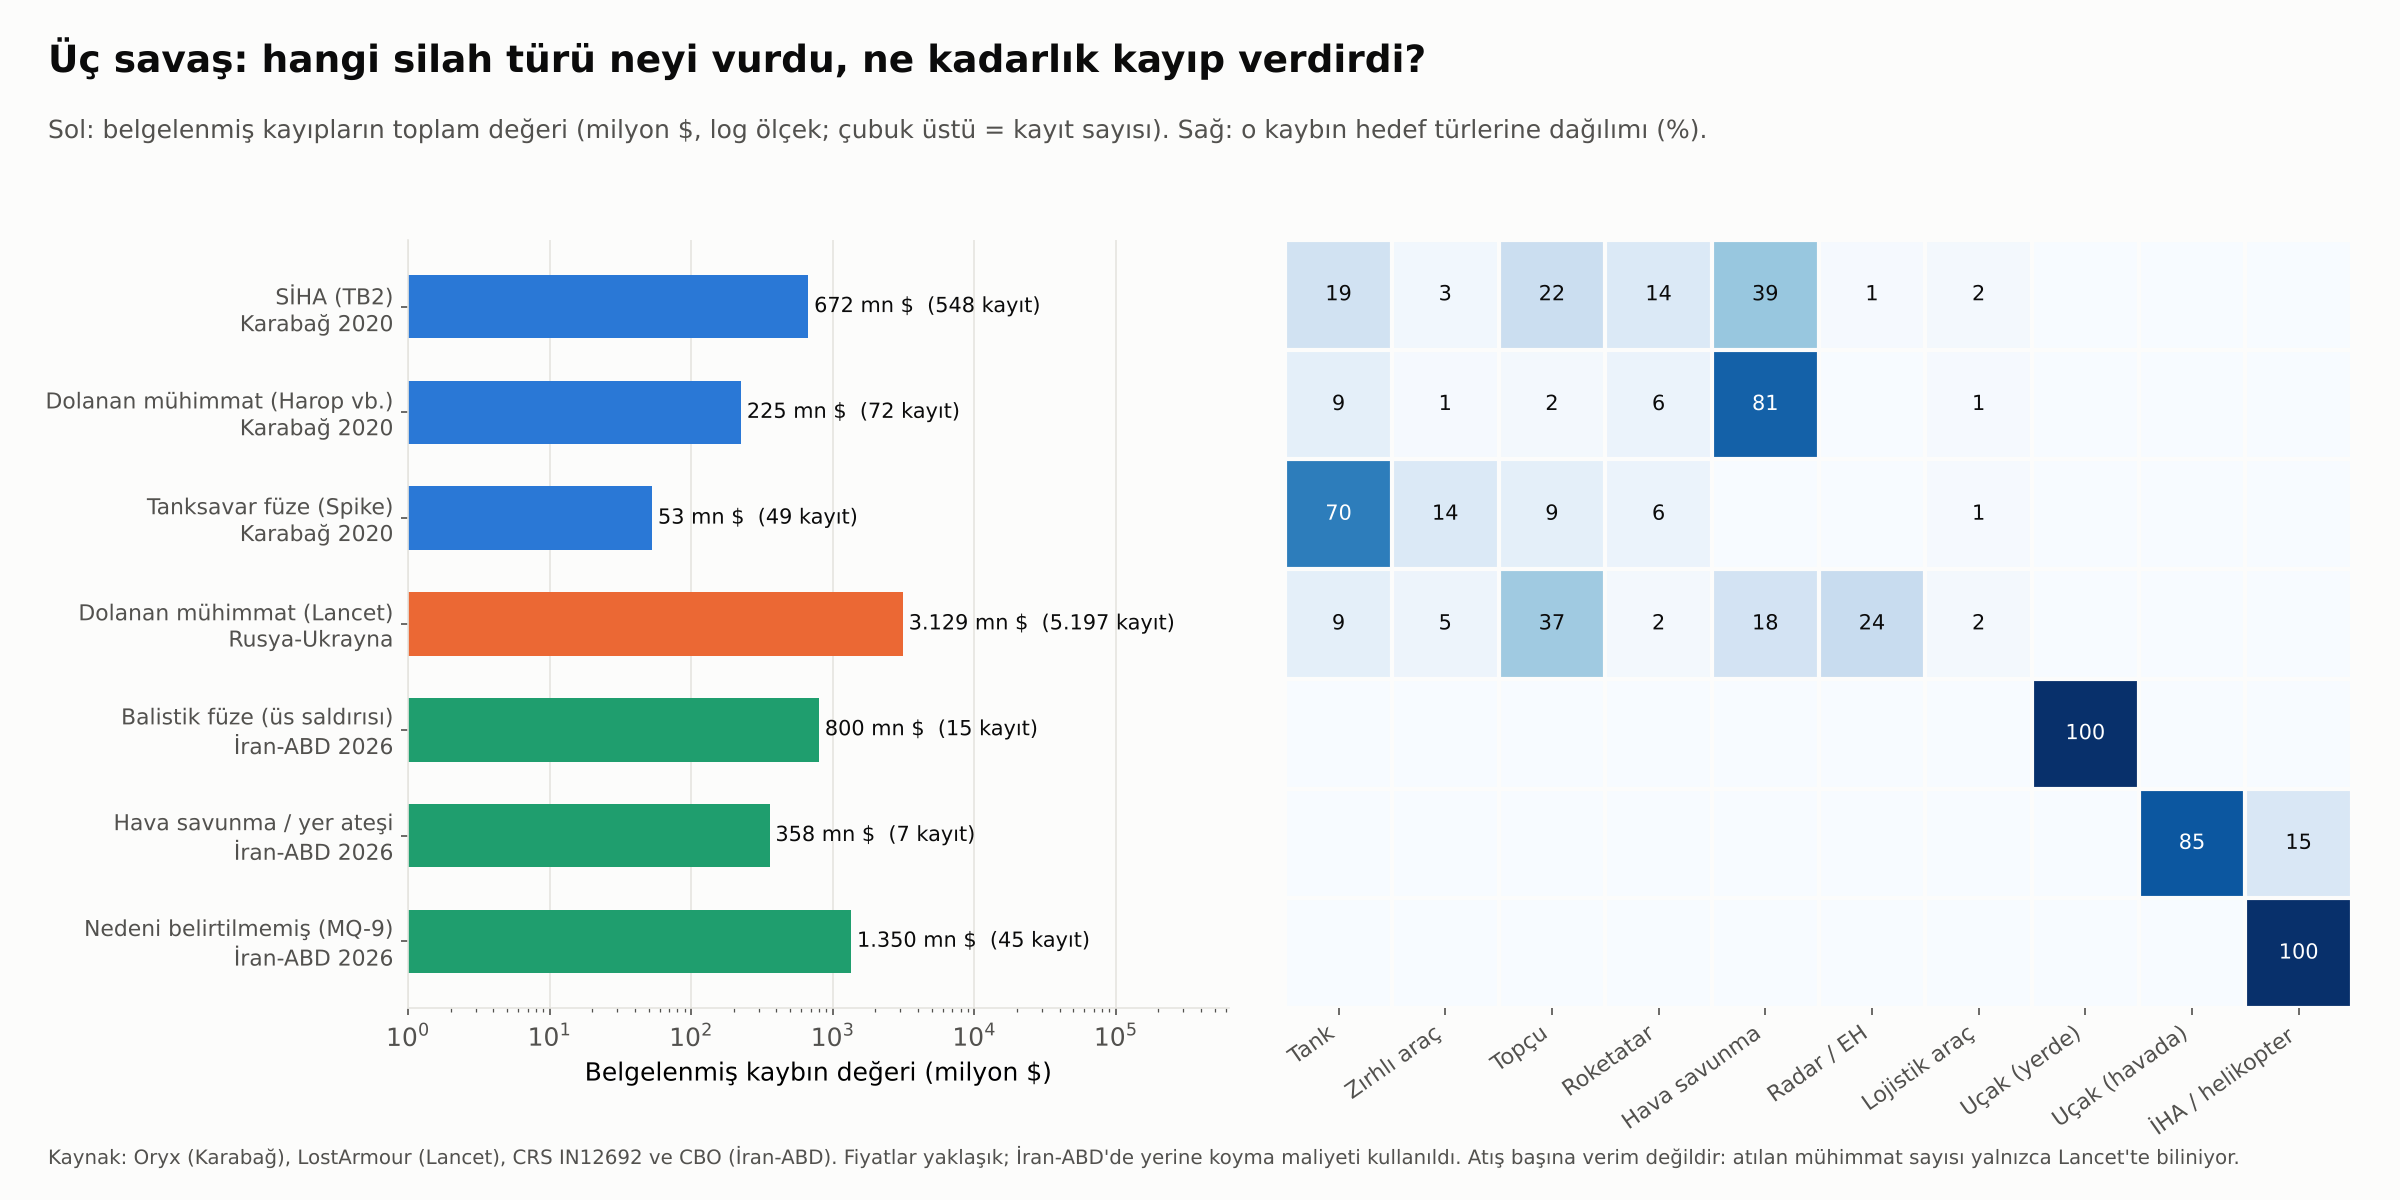 Üç savaş: hangi silah türü neyi vurdu, ne kadarlık kayıp verdirdi?
Sol: belgelenmiş kayıpların toplam değeri (milyon $, log ölçek; çubuk üstü = kayıt sayısı). Sağ: o kaybın hedef türlerine dağılımı (%).
SİHA (TB2)
Karabağ 2020
672 mn $ (548 kayıt)
19 3 22 14 39 1 2
Dolanan mühimmat (Harop vb.)
Karabağ 2020
225 mn $ (72 kayıt)
9 1 2 6 81 1
Tanksavar füze (Spike)
Karabağ 2020
53 mn $ (49 kayıt)
70 14 9 6 1
Dolanan mühimmat (Lancet)
Rusya-Ukrayna
3.129 mn $ (5.197 kayıt)
9 5 37 2 18 24 2
Balistik füze (üs saldırısı)
İran-ABD 2026
800 mn $ (15 kayıt)
100
Hava savunma / yer ateşi
İran-ABD 2026
358 mn $ (7 kayıt)
85 15
Nedeni belirtilmemiş (MQ-9)
İran-ABD 2026
1.350 mn $ (45 kayıt)
100
10⁰ 10¹ 10² 10³ 10⁴ 10⁵
Belgelenmiş kaybın değeri (milyon $)
Tank
Zırhlı araç
Topçu
Roketatar
Hava savunma
Radar / EH
Lojistik araç
Uçak (yerde)
Uçak (havada)
İHA / helikopter
Kaynak: Oryx (Karabağ), LostArmour (Lancet), CRS IN12692 ve CBO (İran-ABD). Fiyatlar yaklaşık; İran-ABD'de yerine koyma maliyeti kullanıldı. Atış başına verim değildir: atılan mühimmat sayısı yalnızca Lancet'te biliniyor.